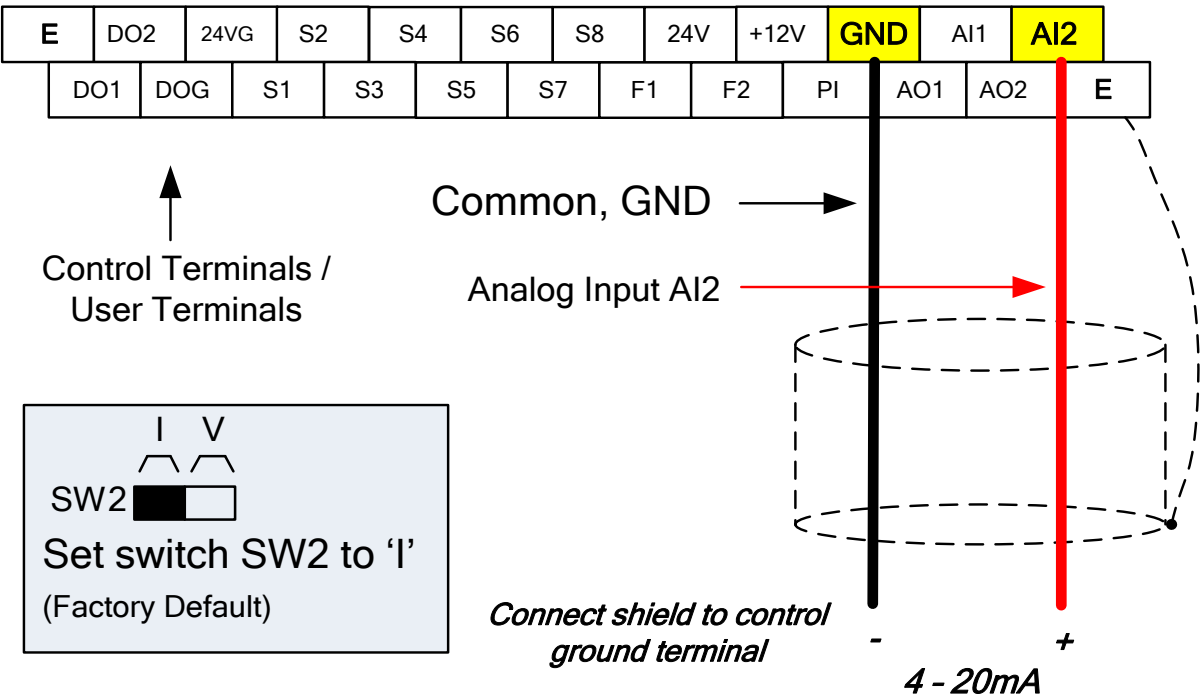 E DO2 24VG S2 S4 S6 S8 24V +12V GND AI1 AI2
DO1 DOG S1 S3 S5 S7 F1 F2 PI AO1 AO2 E
Common, GND
Control Terminals /
User Terminals
Analog Input AI2
I V
SW2
Set switch SW2 to ‘I’
(Factory Default)
Connect shield to control
ground terminal
- +
4 - 20mA